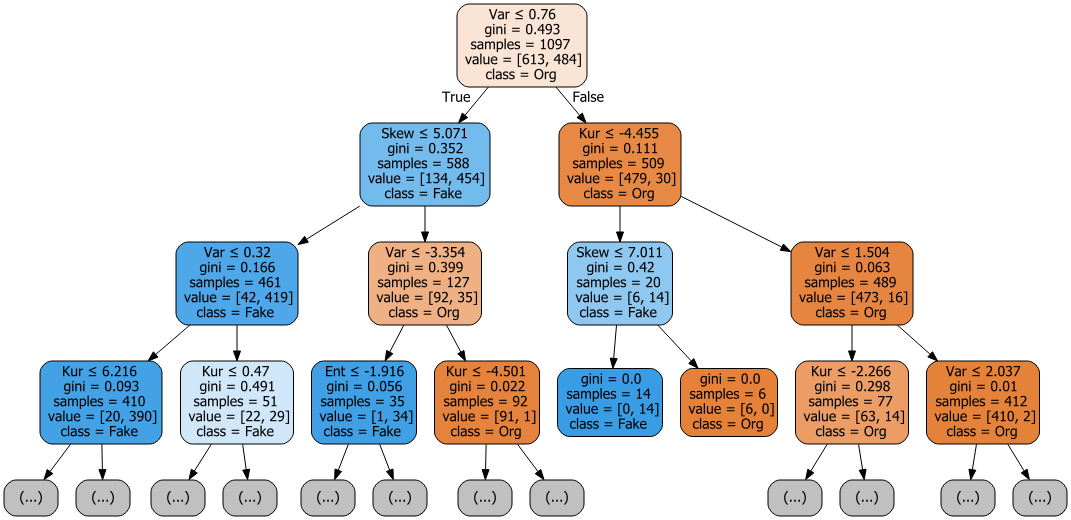 Var ≤ 0.76
gini = 0.493
samples = 1097
value = [613, 484]
class = Org
True
False
Skew ≤ 5.071
gini = 0.352
samples = 588
value = [134, 454]
class = Fake
Kur ≤ -4.455
gini = 0.111
samples = 509
value = [479, 30]
class = Org
Var ≤ 0.32
gini = 0.166
samples = 461
value = [42, 419]
class = Fake
Var ≤ -3.354
gini = 0.399
samples = 127
value = [92, 35]
class = Org
Skew ≤ 7.011
gini = 0.42
samples = 20
value = [6, 14]
class = Fake
Var ≤ 1.504
gini = 0.063
samples = 489
value = [473, 16]
class = Org
Kur ≤ 6.216
gini = 0.093
samples = 410
value = [20, 390]
class = Fake
Kur ≤ 0.47
gini = 0.491
samples = 51
value = [22, 29]
class = Fake
Ent ≤ -1.916
gini = 0.056
samples = 35
value = [1, 34]
class = Fake
Kur ≤ -4.501
gini = 0.022
samples = 92
value = [91, 1]
class = Org
gini = 0.0
samples = 14
value = [0, 14]
class = Fake
gini = 0.0
samples = 6
value = [6, 0]
class = Org
Kur ≤ -2.266
gini = 0.298
samples = 77
value = [63, 14]
class = Org
Var ≤ 2.037
gini = 0.01
samples = 412
value = [410, 2]
class = Org
(...)
(...)
(...)
(...)
(...)
(...)
(...)
(...)
(...)
(...)
(...)
(...)